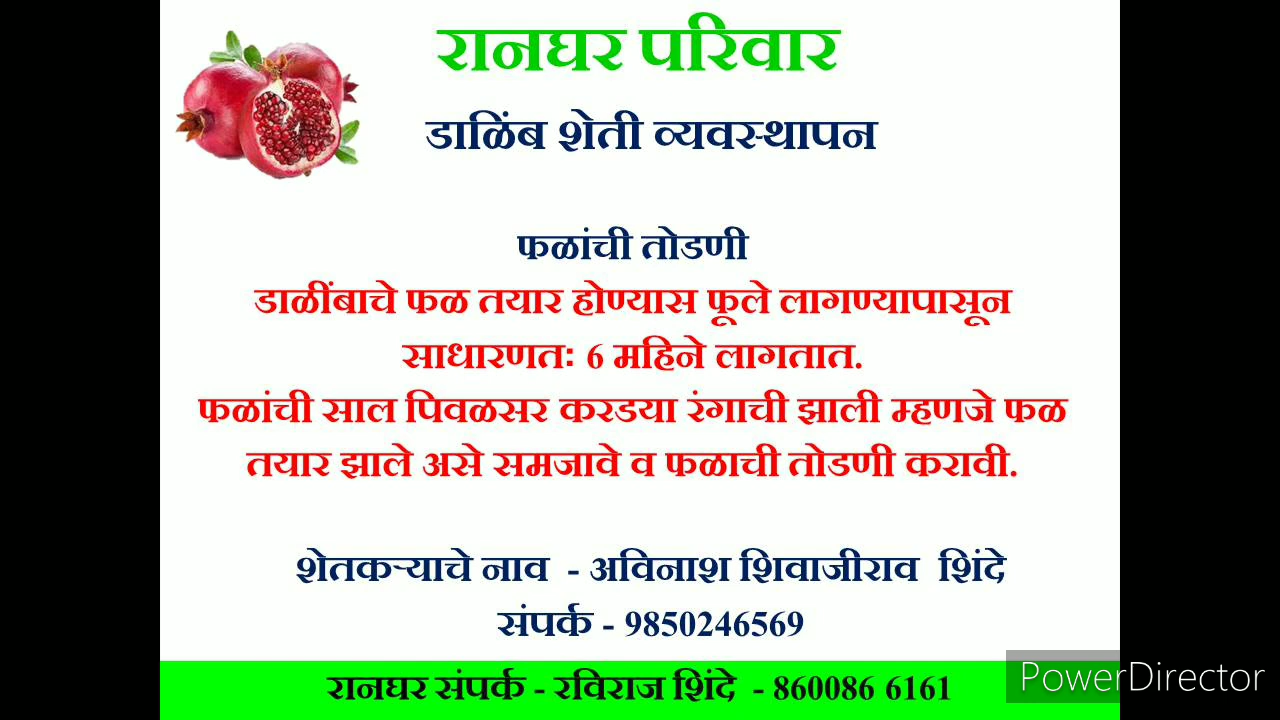 रानघर परिवार
डाळिंब शेती व्यवस्थापन
फळांची तोडणी
डाळींबाचे फळ तयार होण्यास फूले लागण्यापासून
साधारणतः 6 महिने लागतात.
फळांची साल पिवळसर करडया रंगाची झाली म्हणजे फळ
तयार झाले असे समजावे व फळाची तोडणी करावी.
शेतकऱ्याचे नाव - अविनाश शिवाजीराव शिंदे
संपर्क - 9850246569
रानघर संपर्क - रविराज शिंदे - 860086 6161
PowerDirector